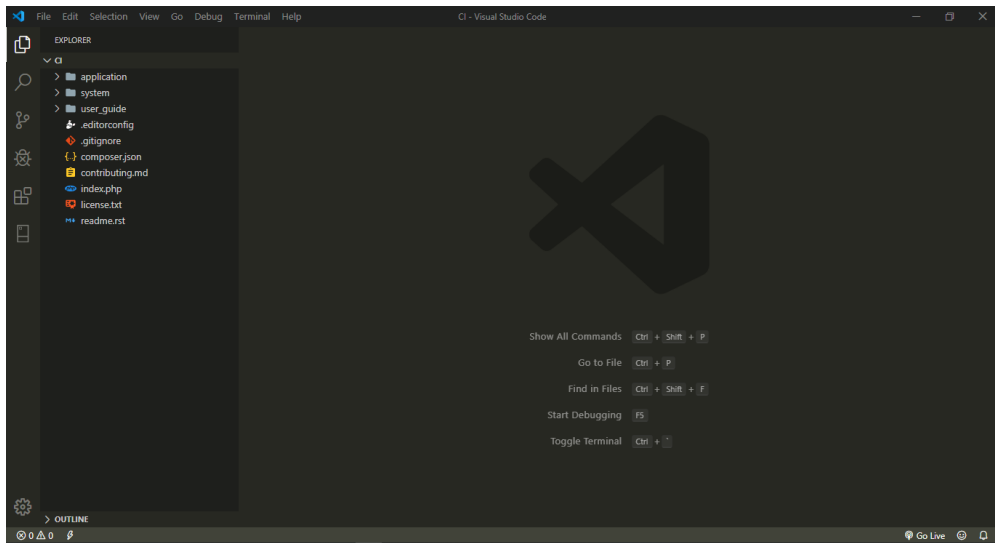 File Edit Selection View Go Debug Terminal Help CI - Visual Studio Code
EXPLORER
CI
application
system
user_guide
.editorconfig
.gitignore
{..} composer.json
contributing.md
php index.php
license.txt
M↓ readme.rst
Show All Commands Ctrl + Shift + P
Go to File Ctrl + P
Find in Files Ctrl + Shift + F
Start Debugging F5
Toggle Terminal Ctrl + `
OUTLINE
0 0 Go Live